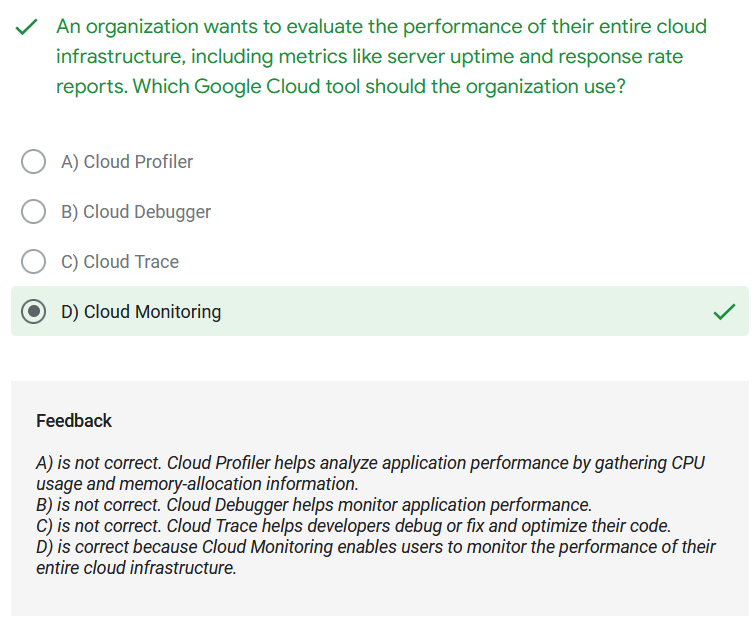 An organization wants to evaluate the performance of their entire cloud
infrastructure, including metrics like server uptime and response rate
reports. Which Google Cloud tool should the organization use?
A) Cloud Profiler
B) Cloud Debugger
C) Cloud Trace
D) Cloud Monitoring
Feedback
A) is not correct. Cloud Profiler helps analyze application performance by gathering CPU
usage and memory-allocation information.
B) is not correct. Cloud Debugger helps monitor application performance.
C) is not correct. Cloud Trace helps developers debug or fix and optimize their code.
D) is correct because Cloud Monitoring enables users to monitor the performance of their
entire cloud infrastructure.